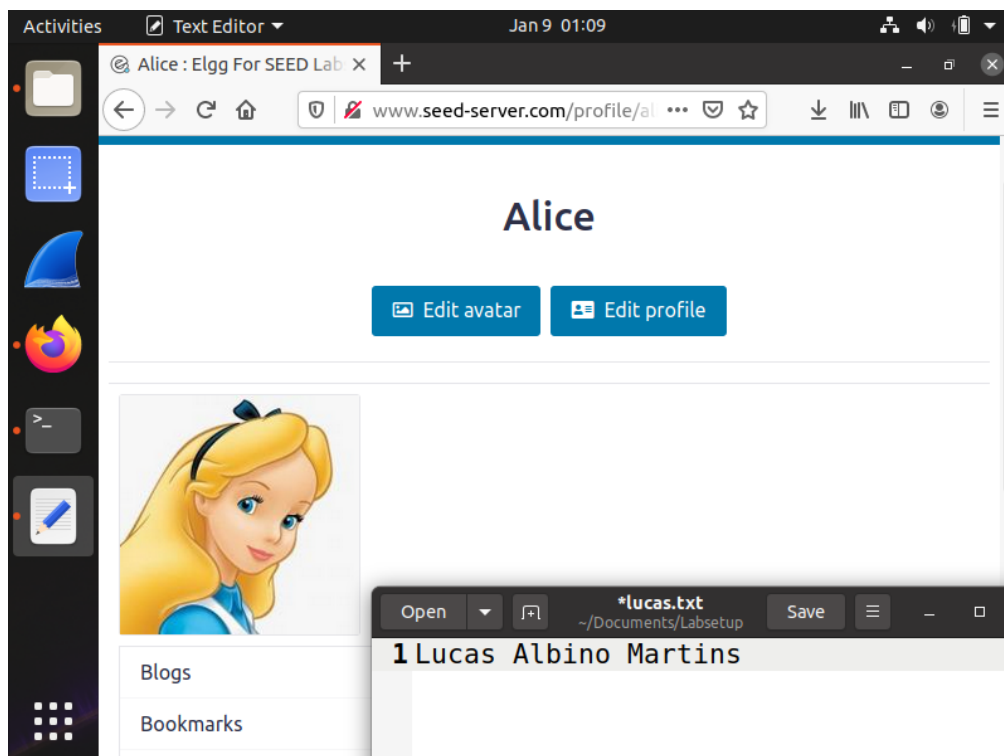 Activities
Text Editor
Jan 9 01:09
Alice : Elgg For SEED Lab
www.seed-server.com/profile/al
Alice
Edit avatar
Edit profile
Blogs
Bookmarks
Open
*lucas.txt
~/Documents/Labsetup
Save
1 Lucas Albino Martins